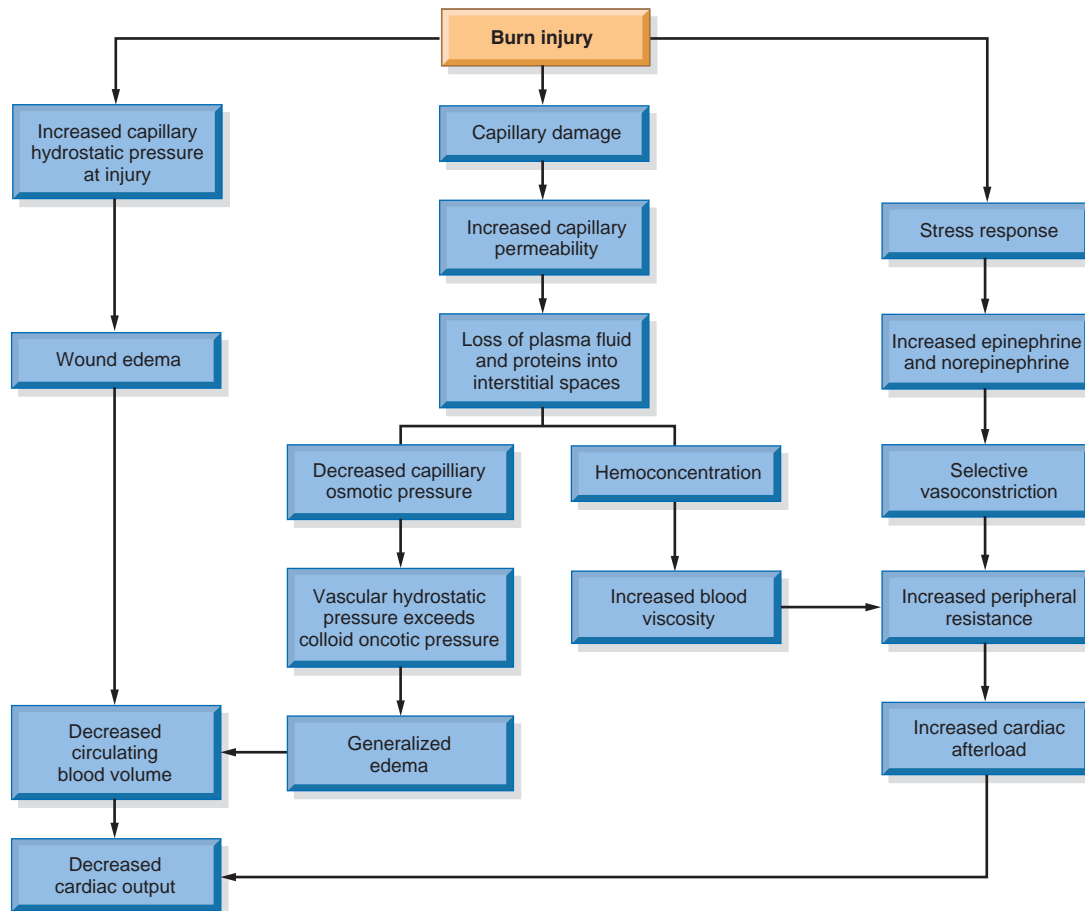 Burn injury
Increased capillary
hydrostatic pressure
at injury
Wound edema
Capillary damage
Increased capillary
permeability
Loss of plasma fluid
and proteins into
interstitial spaces
Decreased capilliary
osmotic pressure
Vascular hydrostatic
pressure exceeds
colloid oncotic pressure
Generalized
edema
Hemoconcentration
Increased blood
viscosity
Stress response
Increased epinephrine
and norepinephrine
Selective
vasoconstriction
Increased peripheral
resistance
Increased cardiac
afterload
Decreased
circulating
blood volume
Decreased
cardiac output